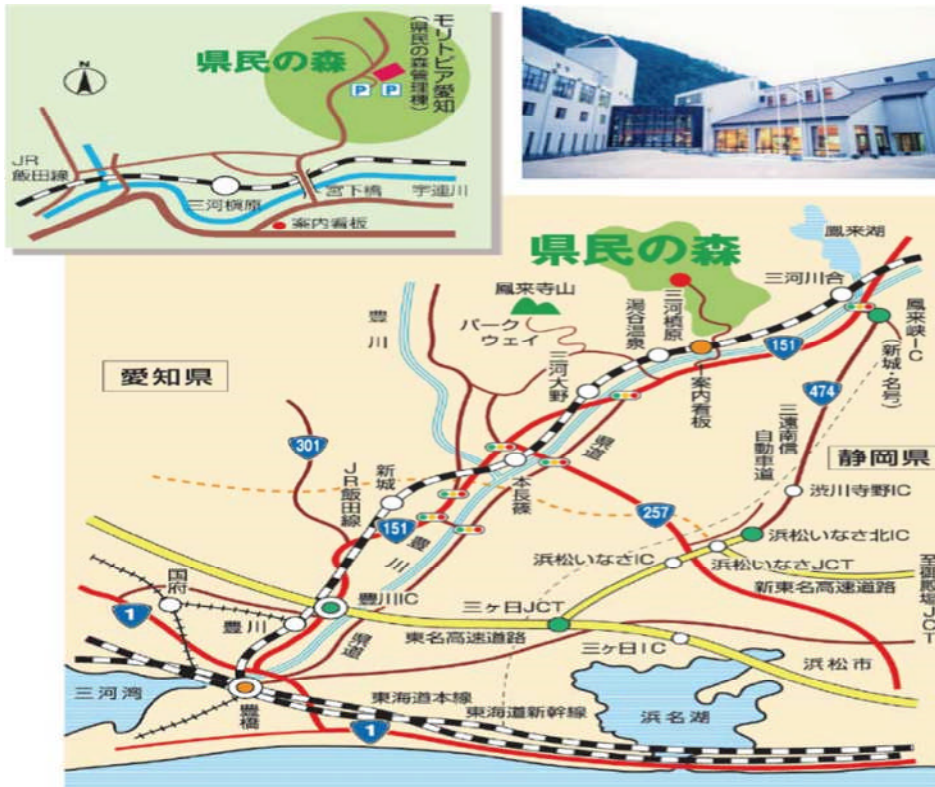 県民の森
モリトピア愛知
(県民の森管理棟)
N
P P
JR
飯田線
三河槙原
宮下橋
宇連川
案内看板
県民の森
鳳来湖
三河川合
鳳来寺山
パーク
ウェイ
豊川
三河大野
湯谷温泉
三河槙原
←案内看板
151
鳳来峡IC
(新城・名号)
愛知県
474
三遠南信
自動車道
静岡県
301
新城
JR飯田線
本長篠
県道
渋川寺野IC
151
豊川
257
浜松いなさ北IC
浜松いなさIC
浜松いなさJCT
新東名高速道路
至御殿場JCT
国府
1
豊川IC
豊川
三ヶ日JCT
東名高速道路
県道
三ヶ日IC
浜松市
三河湾
豊橋
東海道本線
東海道新幹線
浜名湖
1